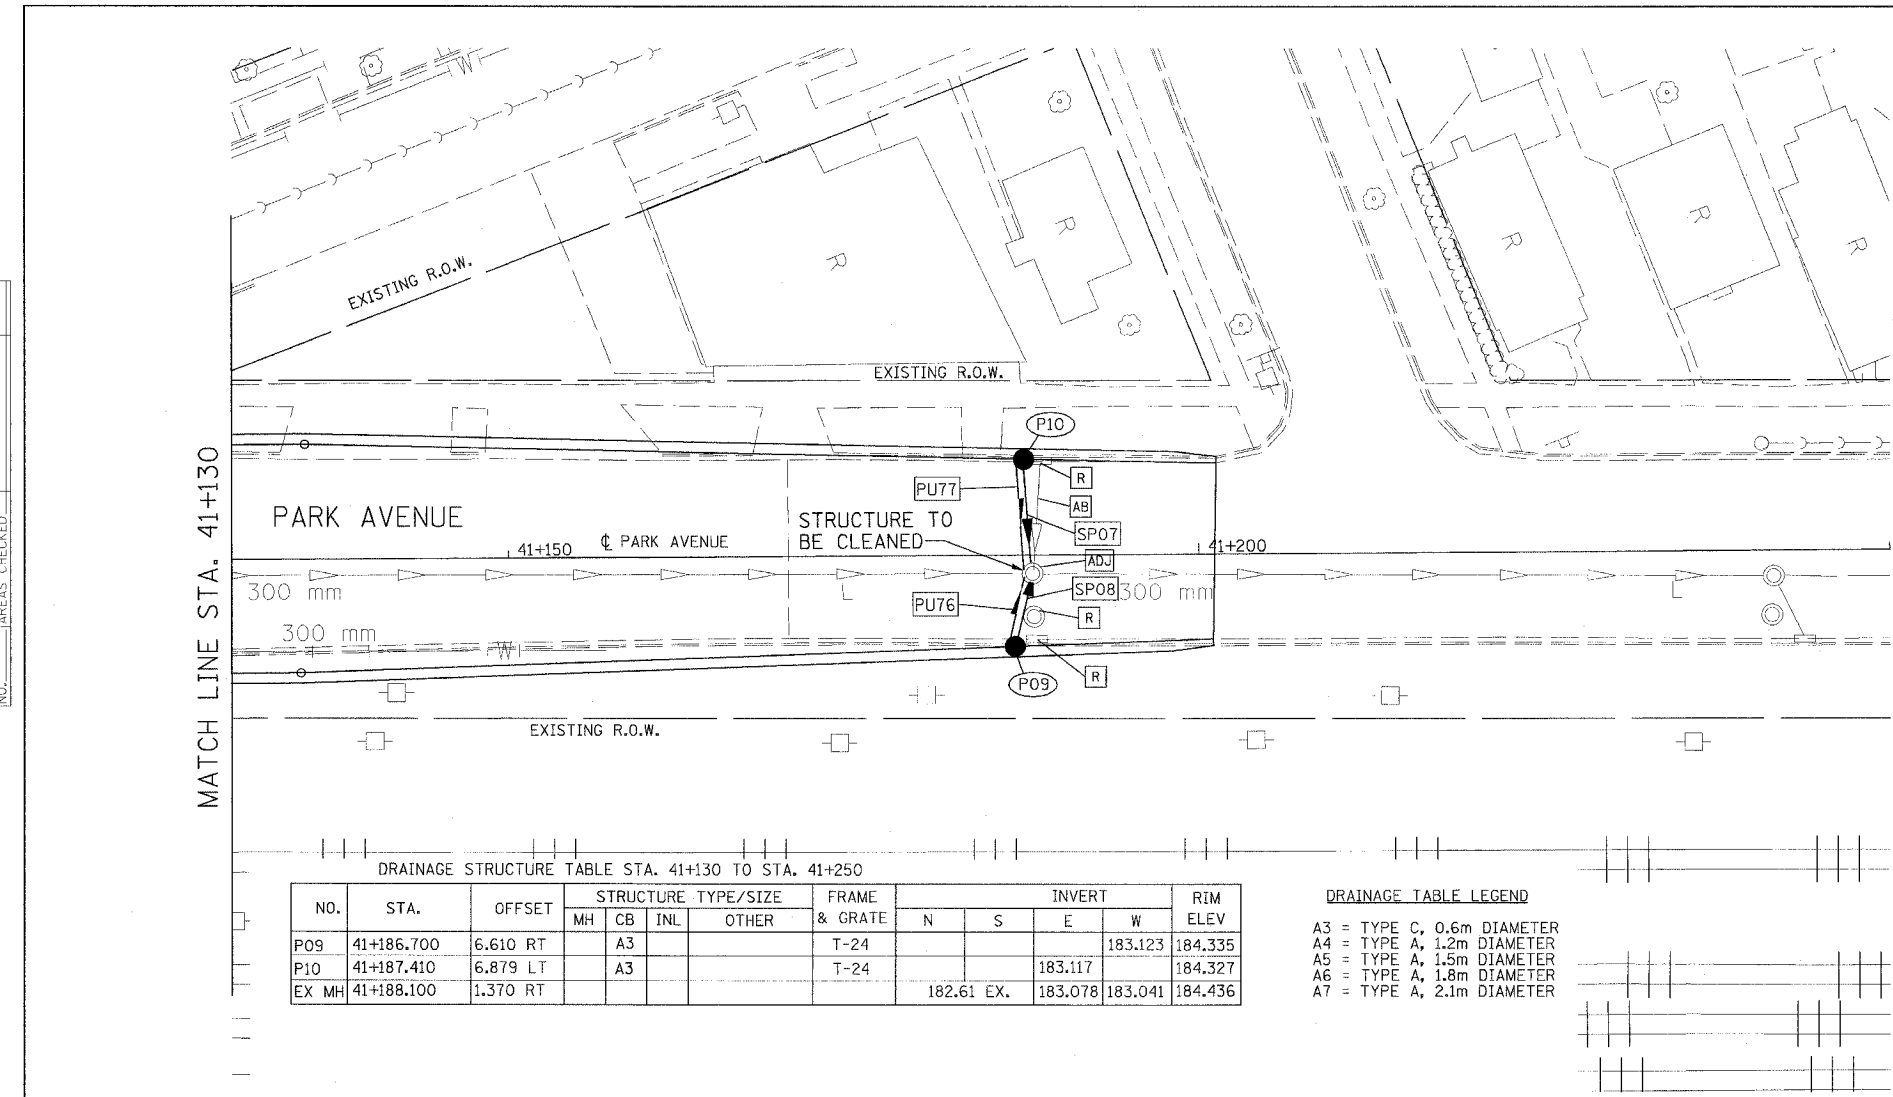 W
EXISTING R.O.W.
R
R
R
R
R
EXISTING R.O.W.
P10
R
PU77
AB
PARK AVENUE
STRUCTURE TO
BE CLEANED
SP07
41+150
℄ PARK AVENUE
41+200
ADJ
300 mm
L
SP08
300 mm
L
PU76
R
300 mm
W
R
P09
EXISTING R.O.W.
MATCH LINE STA. 41+130
NO.
AREAS CHECKED
DRAINAGE STRUCTURE TABLE STA. 41+130 TO STA. 41+250
NO. STA. OFFSET STRUCTURE TYPE/SIZE FRAME & GRATE INVERT RIM ELEV
MH CB INL OTHER N S E W
P09 41+186.700 6.610 RT A3 T-24 183.123 184.335
P10 41+187.410 6.879 LT A3 T-24 183.117 184.327
EX MH 41+188.100 1.370 RT 182.61 EX. 183.078 183.041 184.436
DRAINAGE TABLE LEGEND
A3 = TYPE C, 0.6m DIAMETER
A4 = TYPE A, 1.2m DIAMETER
A5 = TYPE A, 1.5m DIAMETER
A6 = TYPE A, 1.8m DIAMETER
A7 = TYPE A, 2.1m DIAMETER